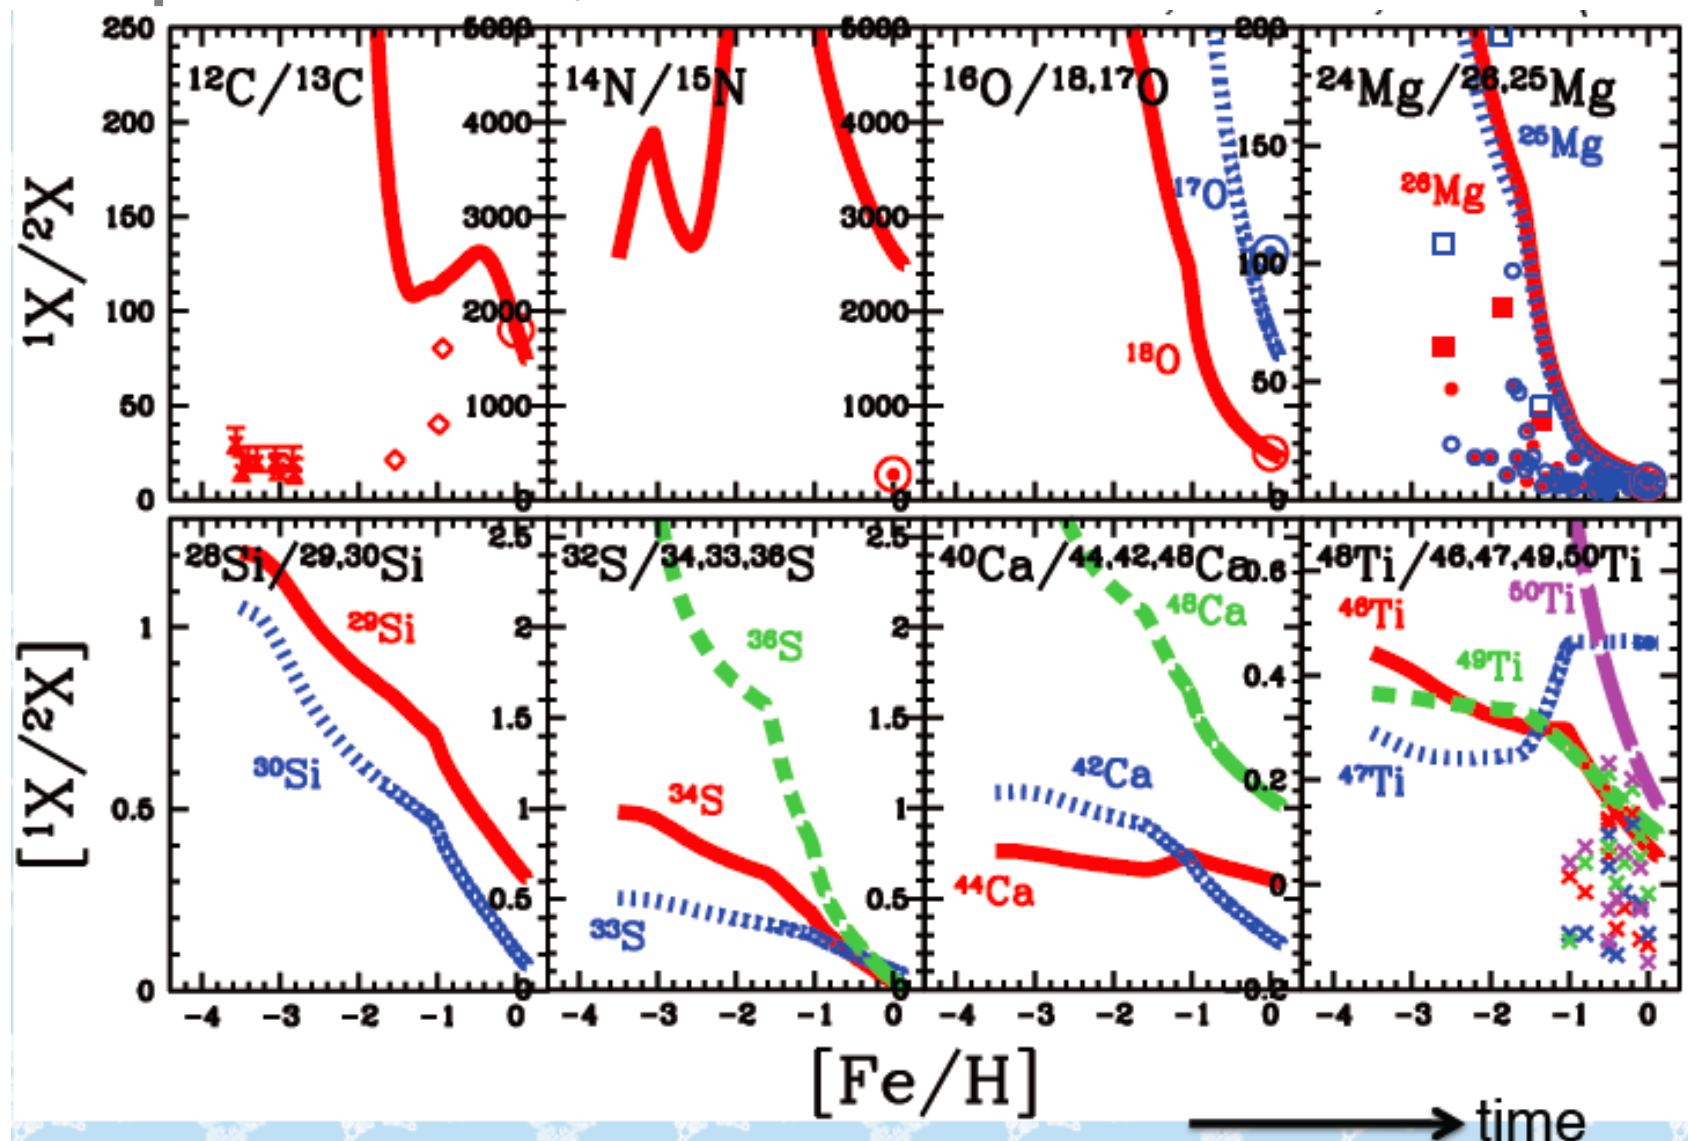 250 5000 5000 200
¹²C/¹³C ¹⁴N/¹⁵N ¹⁶O/¹⁸,¹⁷O ²⁴Mg/²⁶,²⁵Mg
200 4000 4000 150
²⁵Mg
¹X/²X
150 3000 3000
¹⁷O ²⁶Mg
100 2000 2000 100
¹⁸O
50 1000 1000 50
0 0 0 0
2.5 2.5 0.6
²⁸Si/²⁹,³⁰Si ³²S/³⁴,³³,³⁶S ⁴⁰Ca/⁴⁴,⁴²,⁴⁸Ca ⁴⁸Ti/⁴⁶,⁴⁷,⁴⁹,⁵⁰Ti
1 2 2 0.4
²⁹Si ³⁶S ⁴⁸Ca ⁴⁶Ti ⁵⁰Ti
⁴⁹Ti
[¹X/²X]
1.5 1.5 0.2
³⁰Si ³⁴S ⁴²Ca ⁴⁷Ti
0.5 1 1 0
³³S ⁴⁴Ca
0.5 0.5
0 0 -0.2
-4 -3 -2 -1 0 -4 -3 -2 -1 0 -4 -3 -2 -1 0 -4 -3 -2 -1 0
[Fe/H]
time